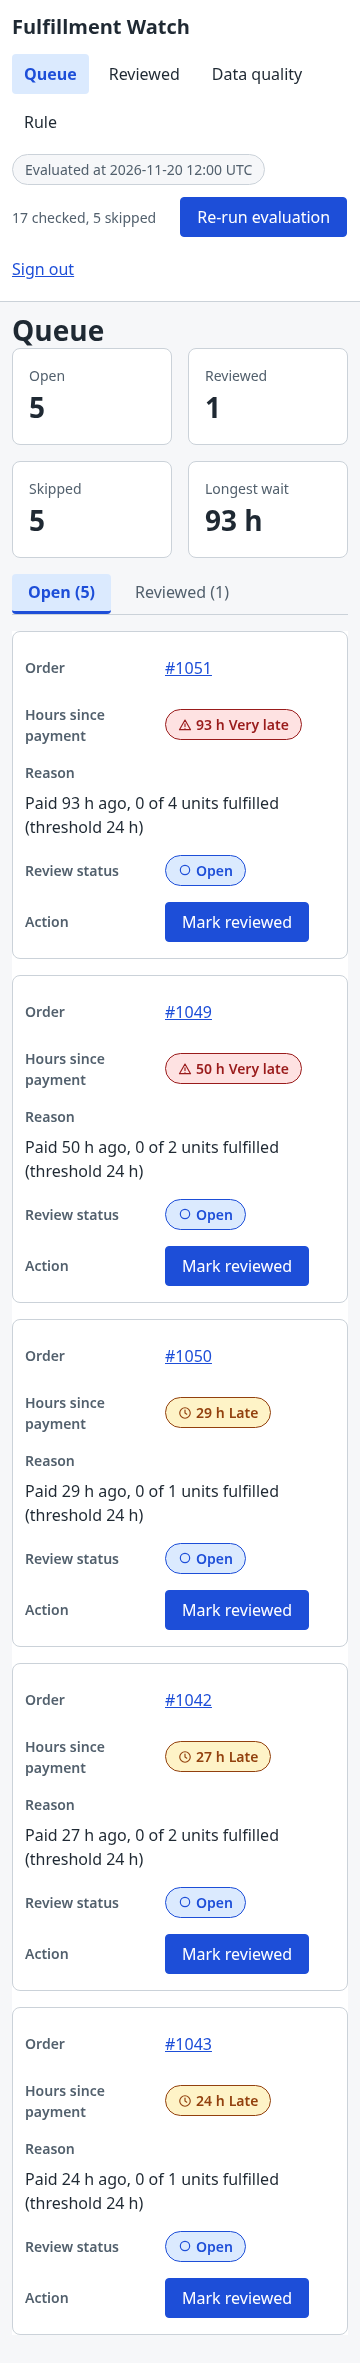 Fulfillment Watch
Queue Reviewed Data quality
Rule
Evaluated at 2026-11-20 12:00 UTC
17 checked, 5 skipped Re-run evaluation
Sign out
Queue
Open Reviewed
5 1
Skipped Longest wait
5 93 h
Open (5) Reviewed (1)
Order #1051
Hours since payment 93 h Very late
Reason
Paid 93 h ago, 0 of 4 units fulfilled
(threshold 24 h)
Review status Open
Action Mark reviewed
Order #1049
Hours since payment 50 h Very late
Reason
Paid 50 h ago, 0 of 2 units fulfilled
(threshold 24 h)
Review status Open
Action Mark reviewed
Order #1050
Hours since payment 29 h Late
Reason
Paid 29 h ago, 0 of 1 units fulfilled
(threshold 24 h)
Review status Open
Action Mark reviewed
Order #1042
Hours since payment 27 h Late
Reason
Paid 27 h ago, 0 of 2 units fulfilled
(threshold 24 h)
Review status Open
Action Mark reviewed
Order #1043
Hours since payment 24 h Late
Reason
Paid 24 h ago, 0 of 1 units fulfilled
(threshold 24 h)
Review status Open
Action Mark reviewed